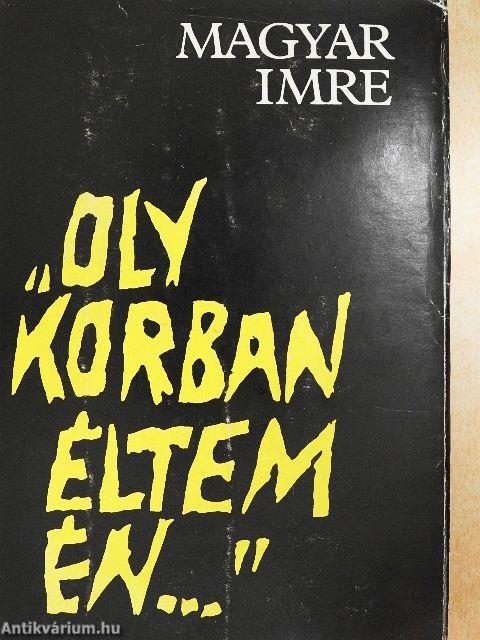 MAGYAR
IMRE
„OLY
KORBAN
ÉLTEM
ÉN..."
Antikvárium.hu